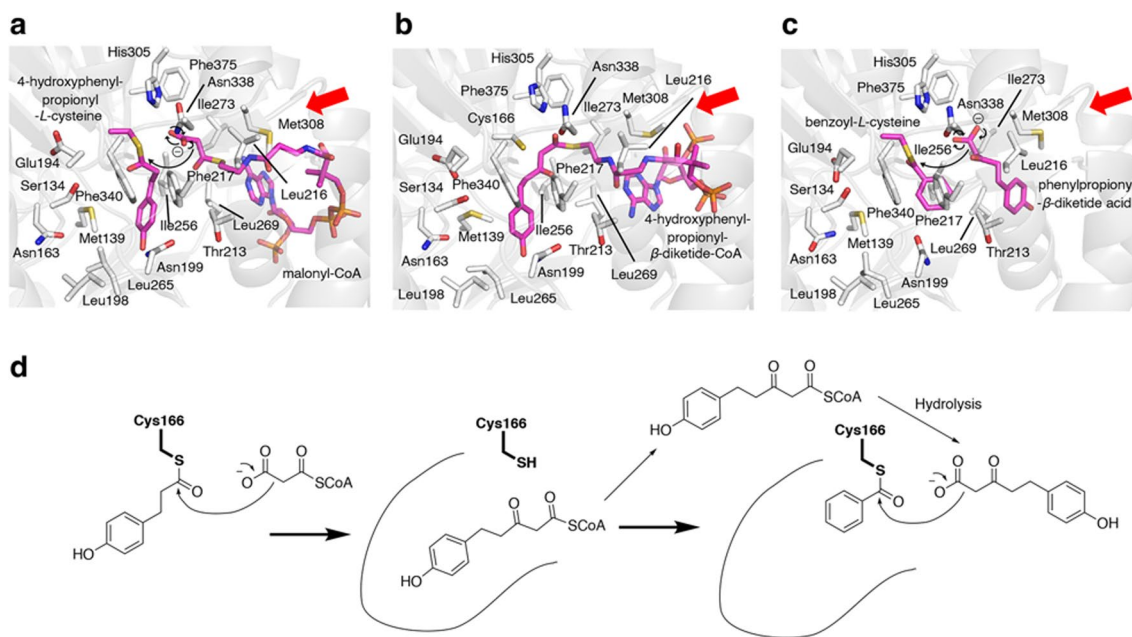 a
His305
Phe375
Asn338
4-hydroxyphenyl-
propionyl
-L-cysteine
Ile273
Met308
Glu194
Ser134
Phe340
Phe217
Leu216
Ile256
Met139
Leu269
Asn163
Asn199
Thr213
malonyl-CoA
Leu198
Leu265
b
His305
Asn338
Leu216
Phe375
Ile273
Cys166
Met308
Glu194
Phe217
Ser134
Phe340
4-hydroxyphenyl-
propionyl-
β-diketide-CoA
Met139
Ile256
Thr213
Asn163
Asn199
Leu269
Leu198
Leu265
c
His305
Ile273
Phe375
Asn338
benzoyl-L-cysteine
Met308
Glu194
Ile256
Leu216
Ser134
phenylpropiony
-β-diketide acid
Phe340
Phe217
Met139
Leu269
Thr213
Asn163
Asn199
Leu198
Leu265
d
Cys166
S
O
HO
O O
−O SCoA
Cys166
SH
O O
SCoA
HO
O O
SCoA
HO
Hydrolysis
Cys166
S
O
O O
−O
OH